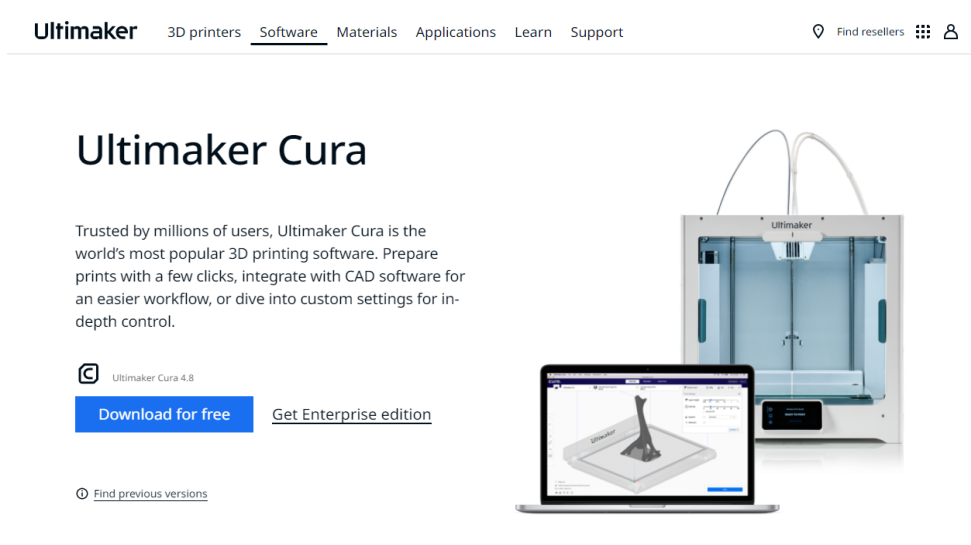 Ultimaker
3D printers
Software
Materials
Applications
Learn
Support
Find resellers
Ultimaker Cura
Trusted by millions of users, Ultimaker Cura is the
world's most popular 3D printing software. Prepare
prints with a few clicks, integrate with CAD software for
an easier workflow, or dive into custom settings for in-
depth control.
Ultimaker Cura 4.8
Download for free
Get Enterprise edition
Find previous versions
Ultimaker
Ultimaker